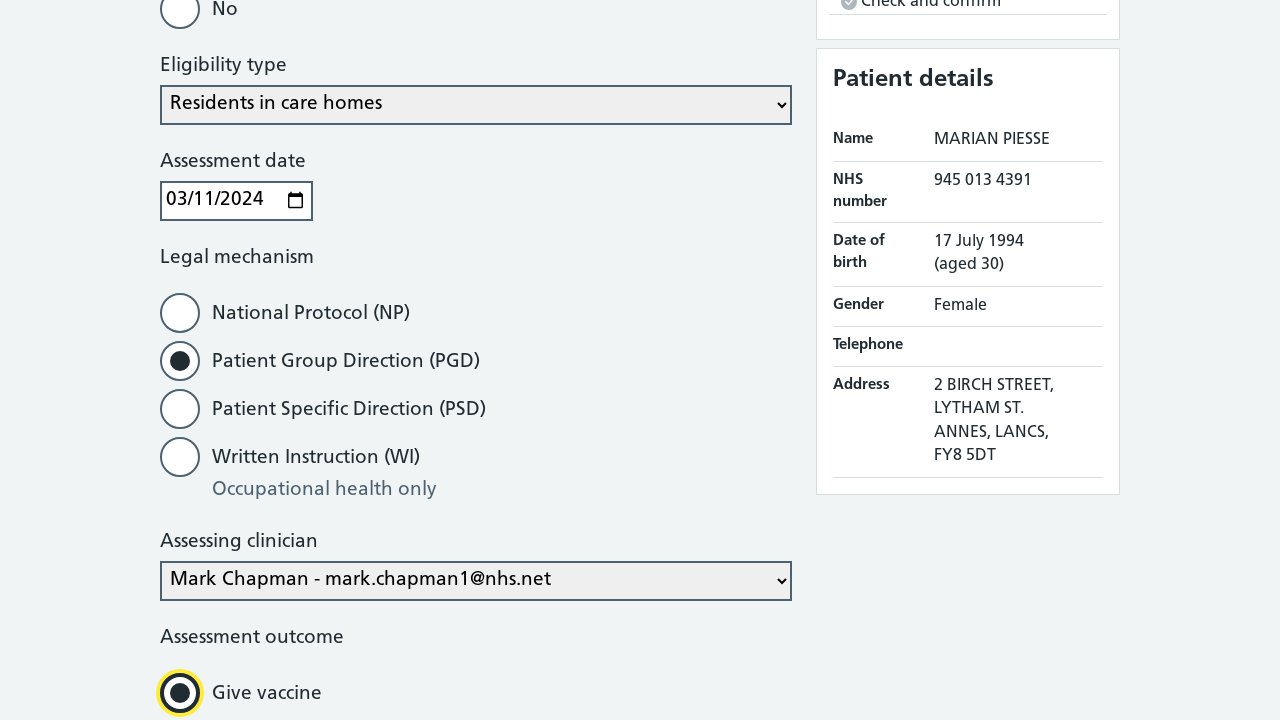 No
Eligibility type
Residents in care homes
Assessment date
03/11/2024
Legal mechanism
National Protocol (NP)
Patient Group Direction (PGD)
Patient Specific Direction (PSD)
Written Instruction (WI)
Occupational health only
Assessing clinician
Mark Chapman - mark.chapman1@nhs.net
Assessment outcome
Give vaccine
Check and confirm
Patient details
Name MARIAN PIESSE
NHS number 945 013 4391
Date of birth 17 July 1994
(aged 30)
Gender Female
Telephone
Address 2 BIRCH STREET,
LYTHAM ST.
ANNES, LANCS,
FY8 5DT